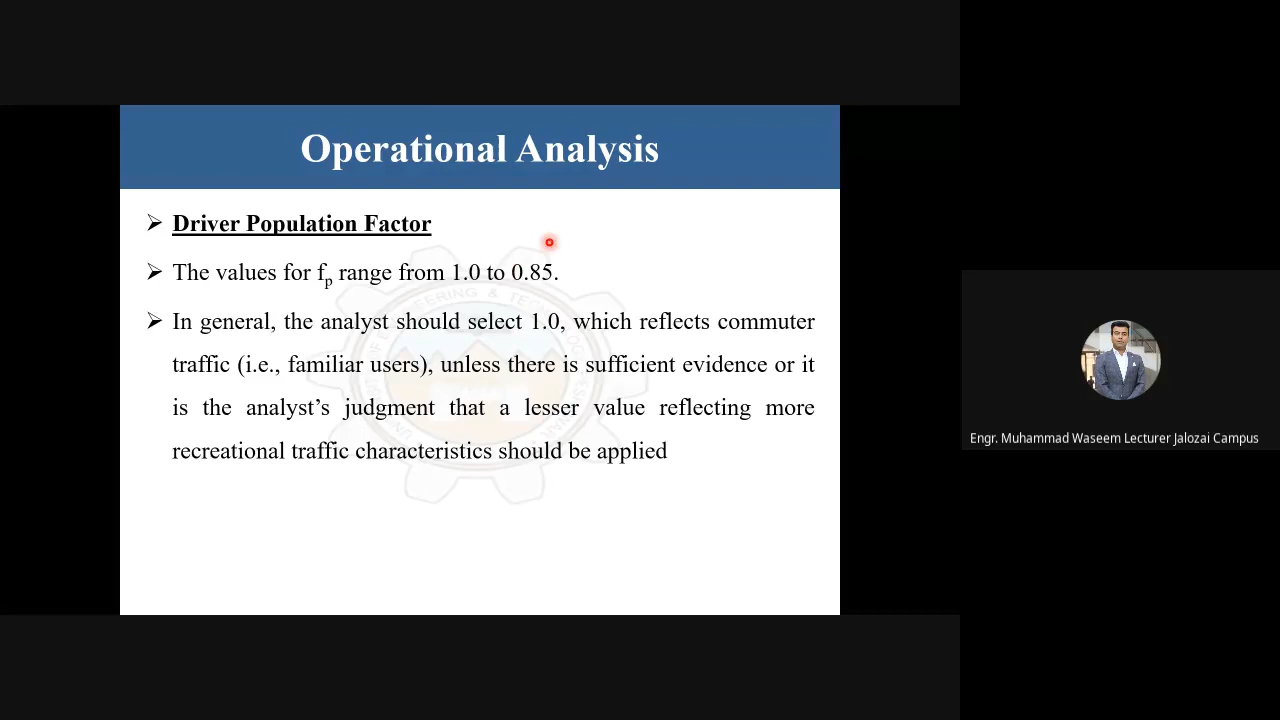 Operational Analysis
➢ Driver Population Factor
➢ The values for fp range from 1.0 to 0.85.
➢ In general, the analyst should select 1.0, which reflects commuter
traffic (i.e., familiar users), unless there is sufficient evidence or it
is the analyst’s judgment that a lesser value reflecting more
recreational traffic characteristics should be applied
Engr. Muhammad Waseem Lecturer Jalozai Campus